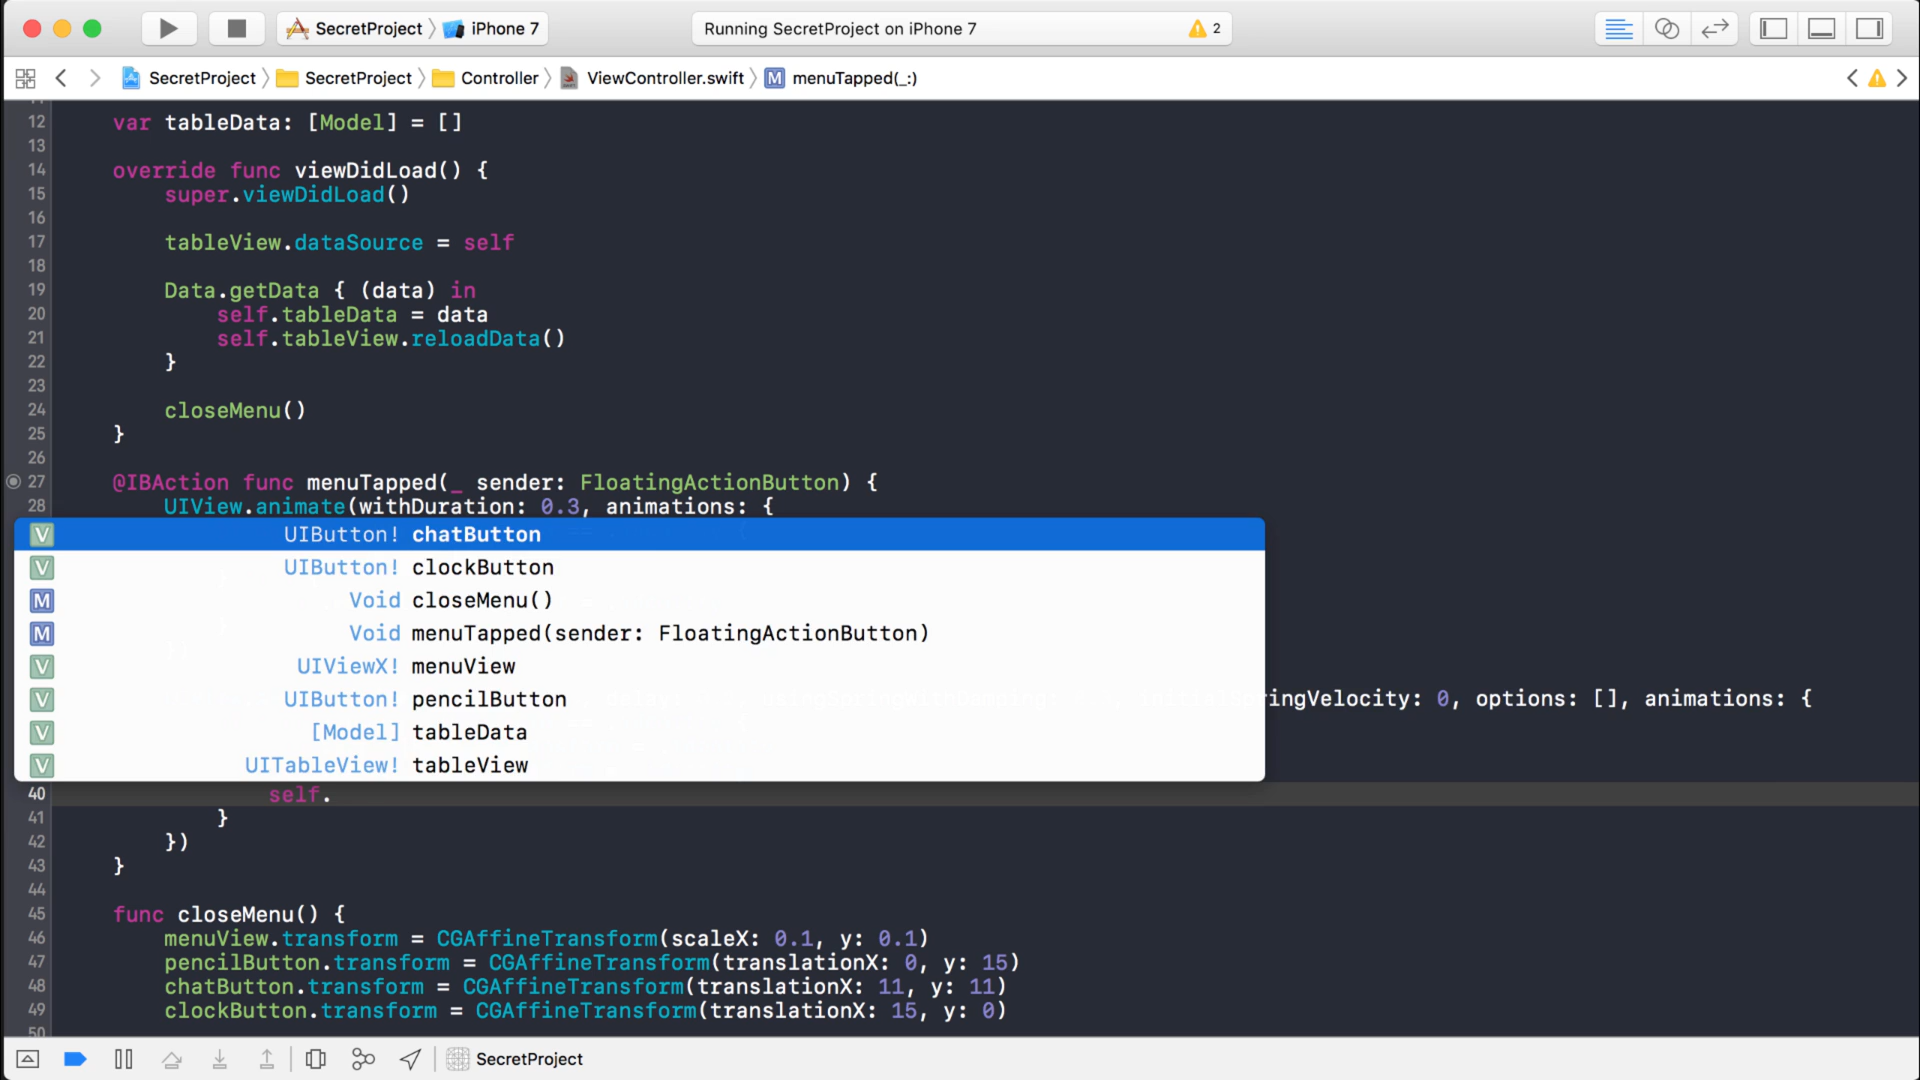 SecretProject iPhone 7 Running SecretProject on iPhone 7 2
SecretProject SecretProject Controller ViewController.swift M menuTapped(_:)
12 var tableData: [Model] = []
13
14 override func viewDidLoad() {
15 super.viewDidLoad()
16
17 tableView.dataSource = self
18
19 Data.getData { (data) in
20 self.tableData = data
21 self.tableView.reloadData()
22 }
23
24 closeMenu()
25 }
26
27 @IBAction func menuTapped(_ sender: FloatingActionButton) {
28 UIView.animate(withDuration: 0.3, animations: {
V UIButton! chatButton
V UIButton! clockButton
M Void closeMenu()
M Void menuTapped(sender: FloatingActionButton)
V UIViewX! menuView
V UIButton! pencilButton ingVelocity: 0, options: [], animations: {
V [Model] tableData
V UITableView! tableView
40 self.
41 }
42 })
43 }
44
45 func closeMenu() {
46 menuView.transform = CGAffineTransform(scaleX: 0.1, y: 0.1)
47 pencilButton.transform = CGAffineTransform(translationX: 0, y: 15)
48 chatButton.transform = CGAffineTransform(translationX: 11, y: 11)
49 clockButton.transform = CGAffineTransform(translationX: 15, y: 0)
50
SecretProject